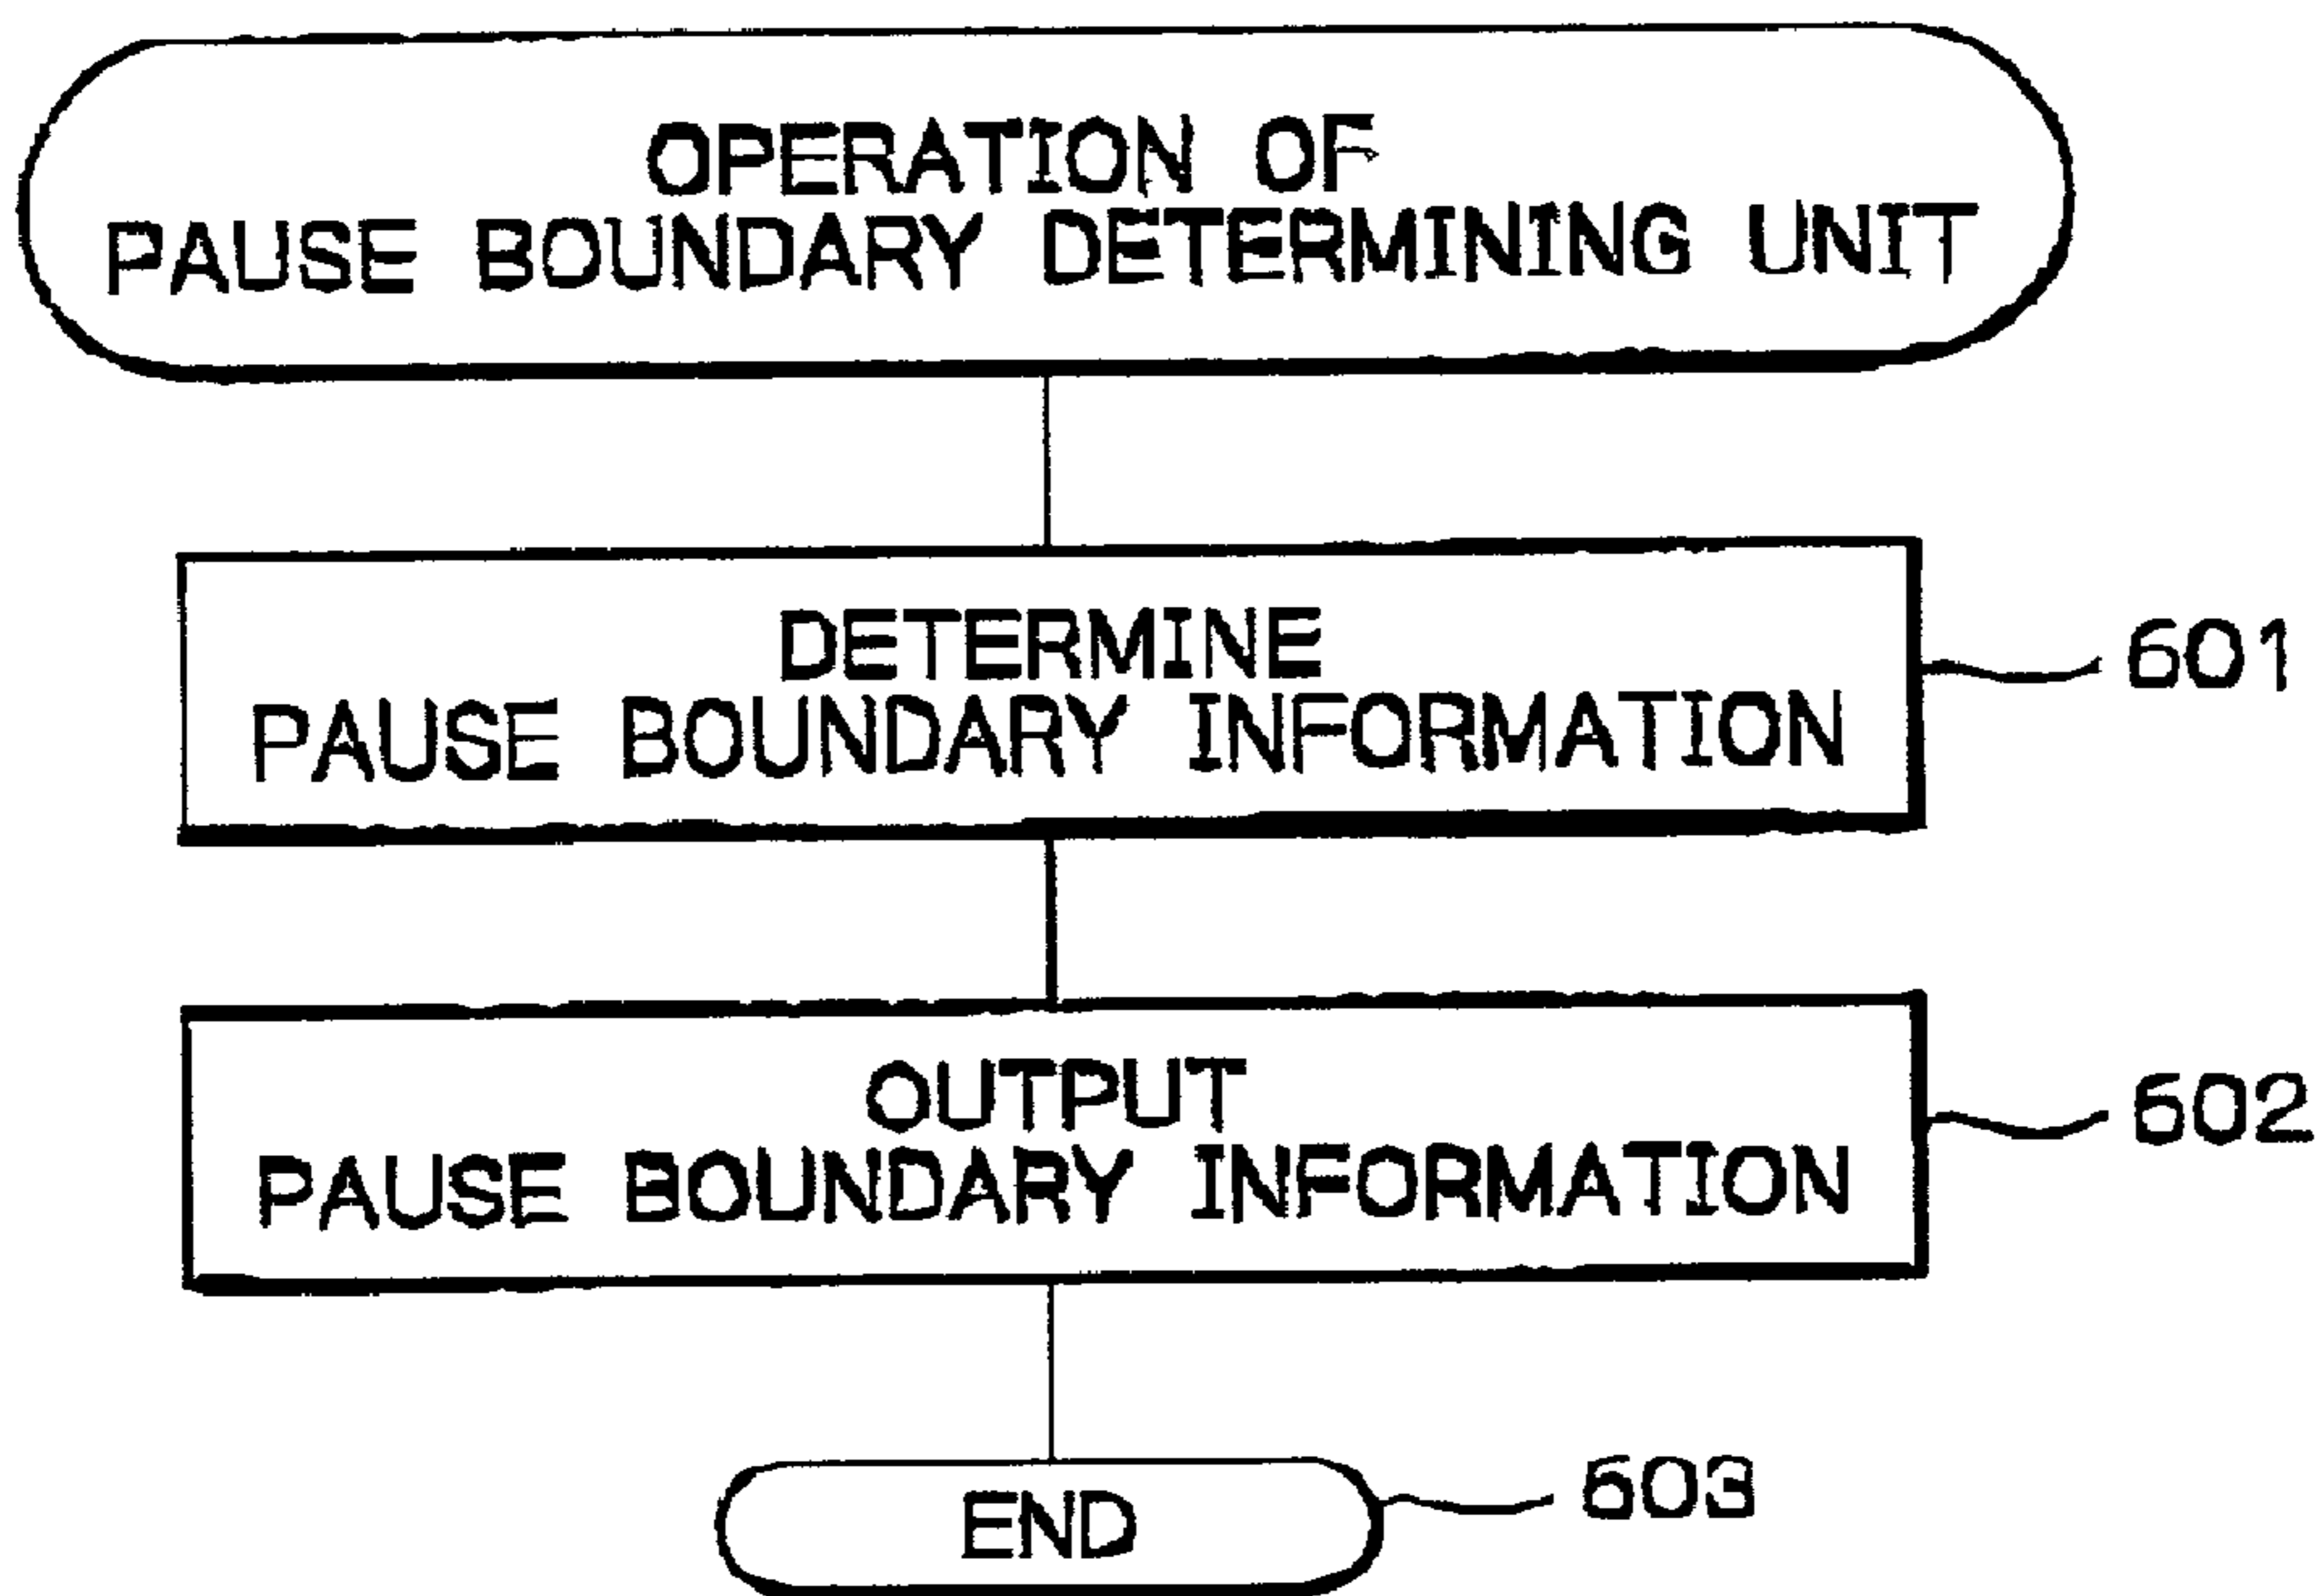 OPERATION OF
PAUSE BOUNDARY DETERMINING UNIT
DETERMINE
PAUSE BOUNDARY INFORMATION
601
OUTPUT
PAUSE BOUNDARY INFORMATION
602
END
603